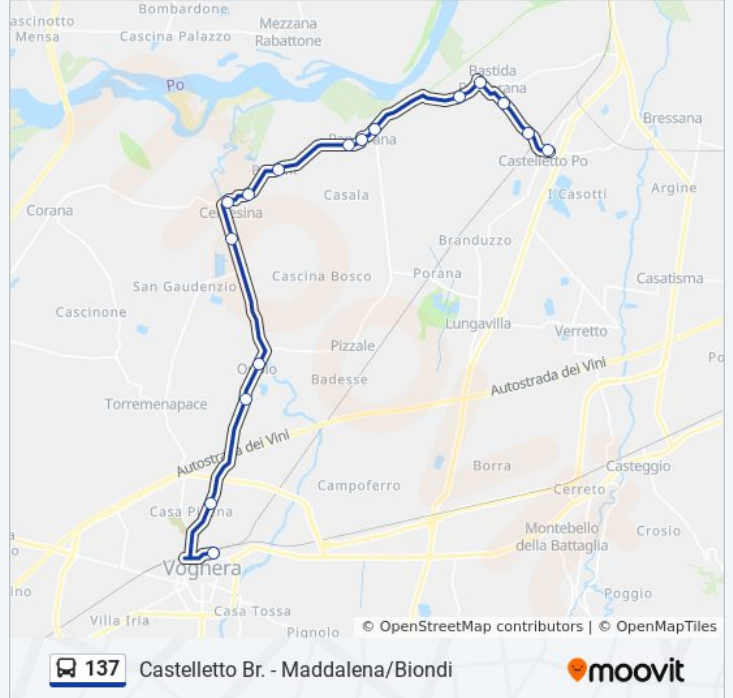 ascinotto
Mensa
Bombardone
Cascina Palazzo
Mezzana
Rabattone
Po
Bastida
Bressana
Castelletto Po
Casala
I Casotti
Argine
Corana
Branduzzo
Cascina Bosco
Porana
Casatisma
San Gaudenzio
Cascinone
Lungavilla
Verretto
Pizzale
Po
Badesse
Autostrada dei Vini
Torremenapace
Autostrada dei Vini
Borra
Casteggio
Campoferro
Cerreto
Casa P
na
Montebello
della Battaglia
Crosio
Voghera
Poggio
Casa Tossa
Villa Iria
Pignolo
© OpenStreetMap contributors | © OpenMapTiles
137 Castelletto Br. - Maddalena/Biondi
moovit